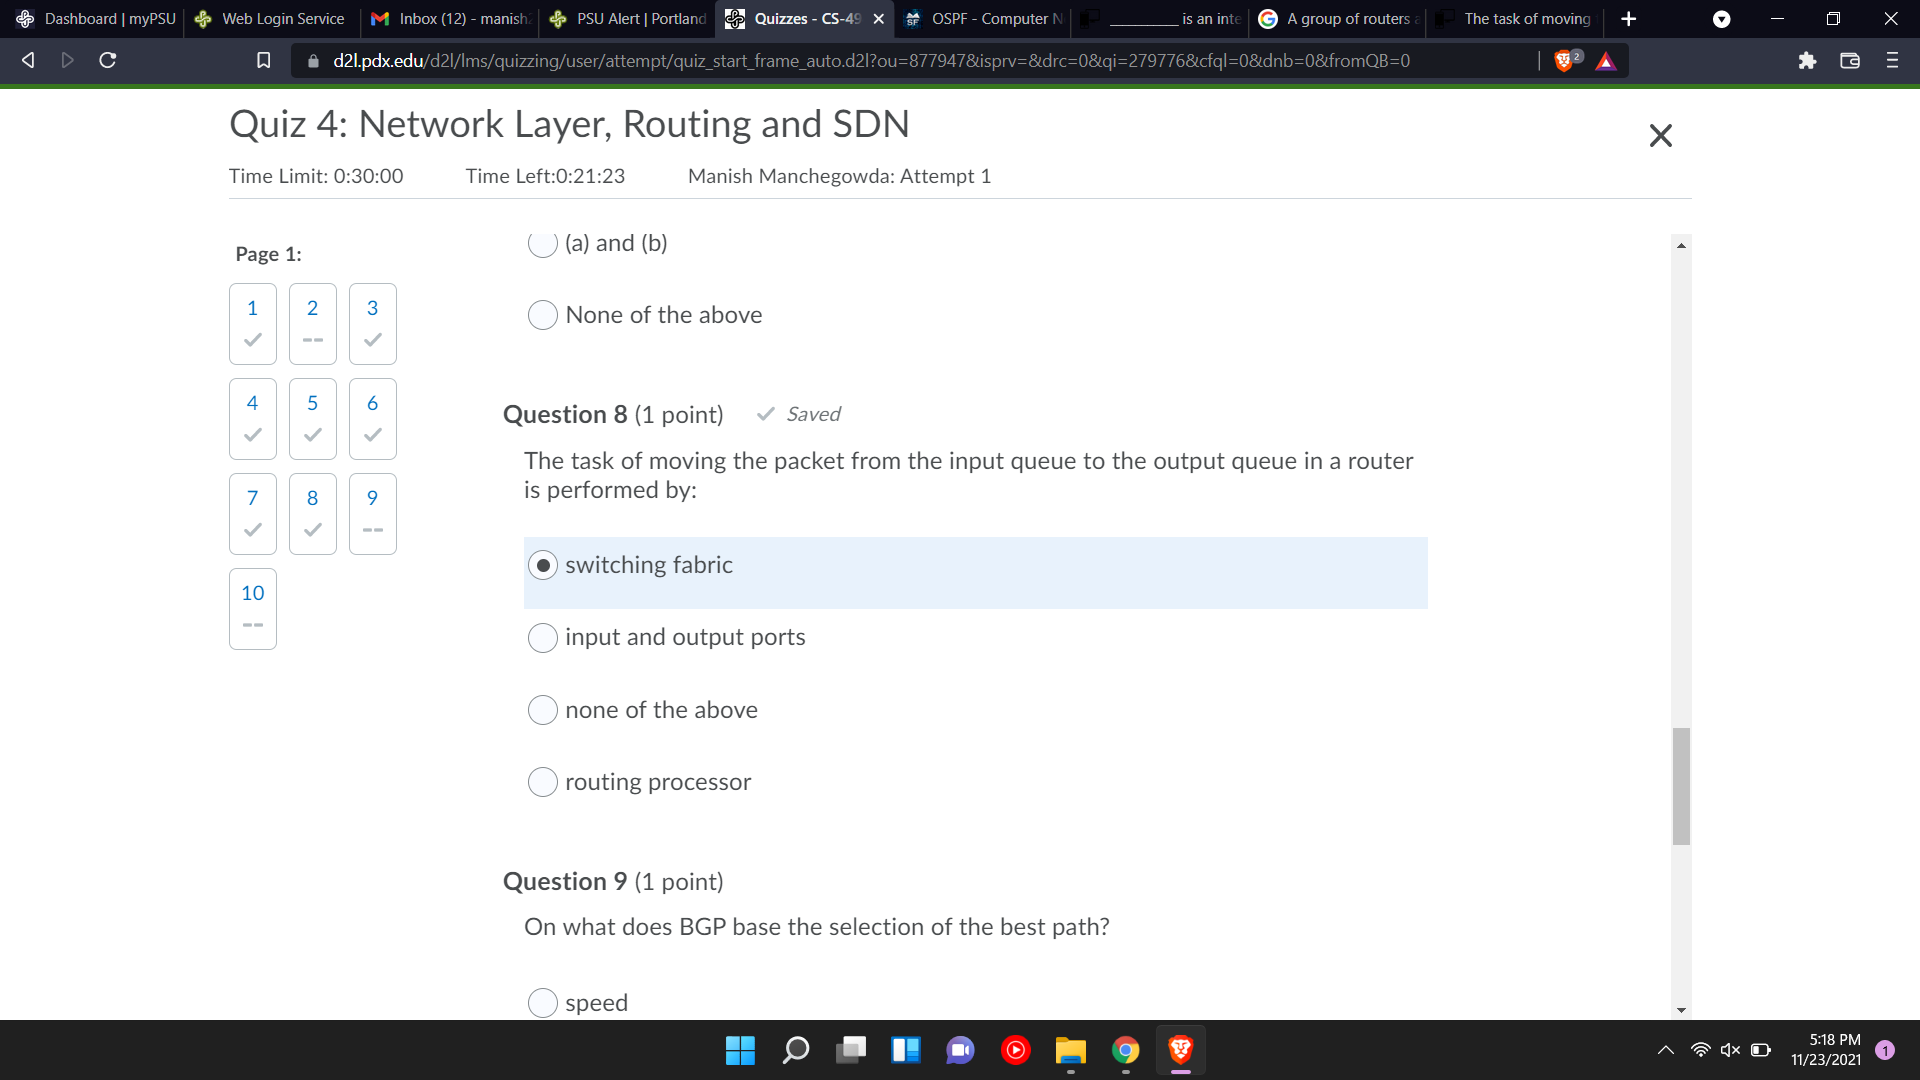 Dashboard | myPSU
Web Login Service
Inbox (12) - manish
PSU Alert | Portland
Quizzes - CS-49
OSPF - Computer N
_________ is an inte
A group of routers a
The task of moving
d2l.pdx.edu/d2l/lms/quizzing/user/attempt/quiz_start_frame_auto.d2l?ou=877947&isprv=&drc=0&qi=279776&cfql=0&dnb=0&fromQB=0
2
Quiz 4: Network Layer, Routing and SDN
Time Limit: 0:30:00 Time Left:0:21:23 Manish Manchegowda: Attempt 1
Page 1:
1 2 3
--
4 5 6
7 8 9
--
10
--
(a) and (b)
None of the above
Question 8 (1 point) Saved
The task of moving the packet from the input queue to the output queue in a router
is performed by:
switching fabric
input and output ports
none of the above
routing processor
Question 9 (1 point)
On what does BGP base the selection of the best path?
speed
5:18 PM
11/23/2021
1